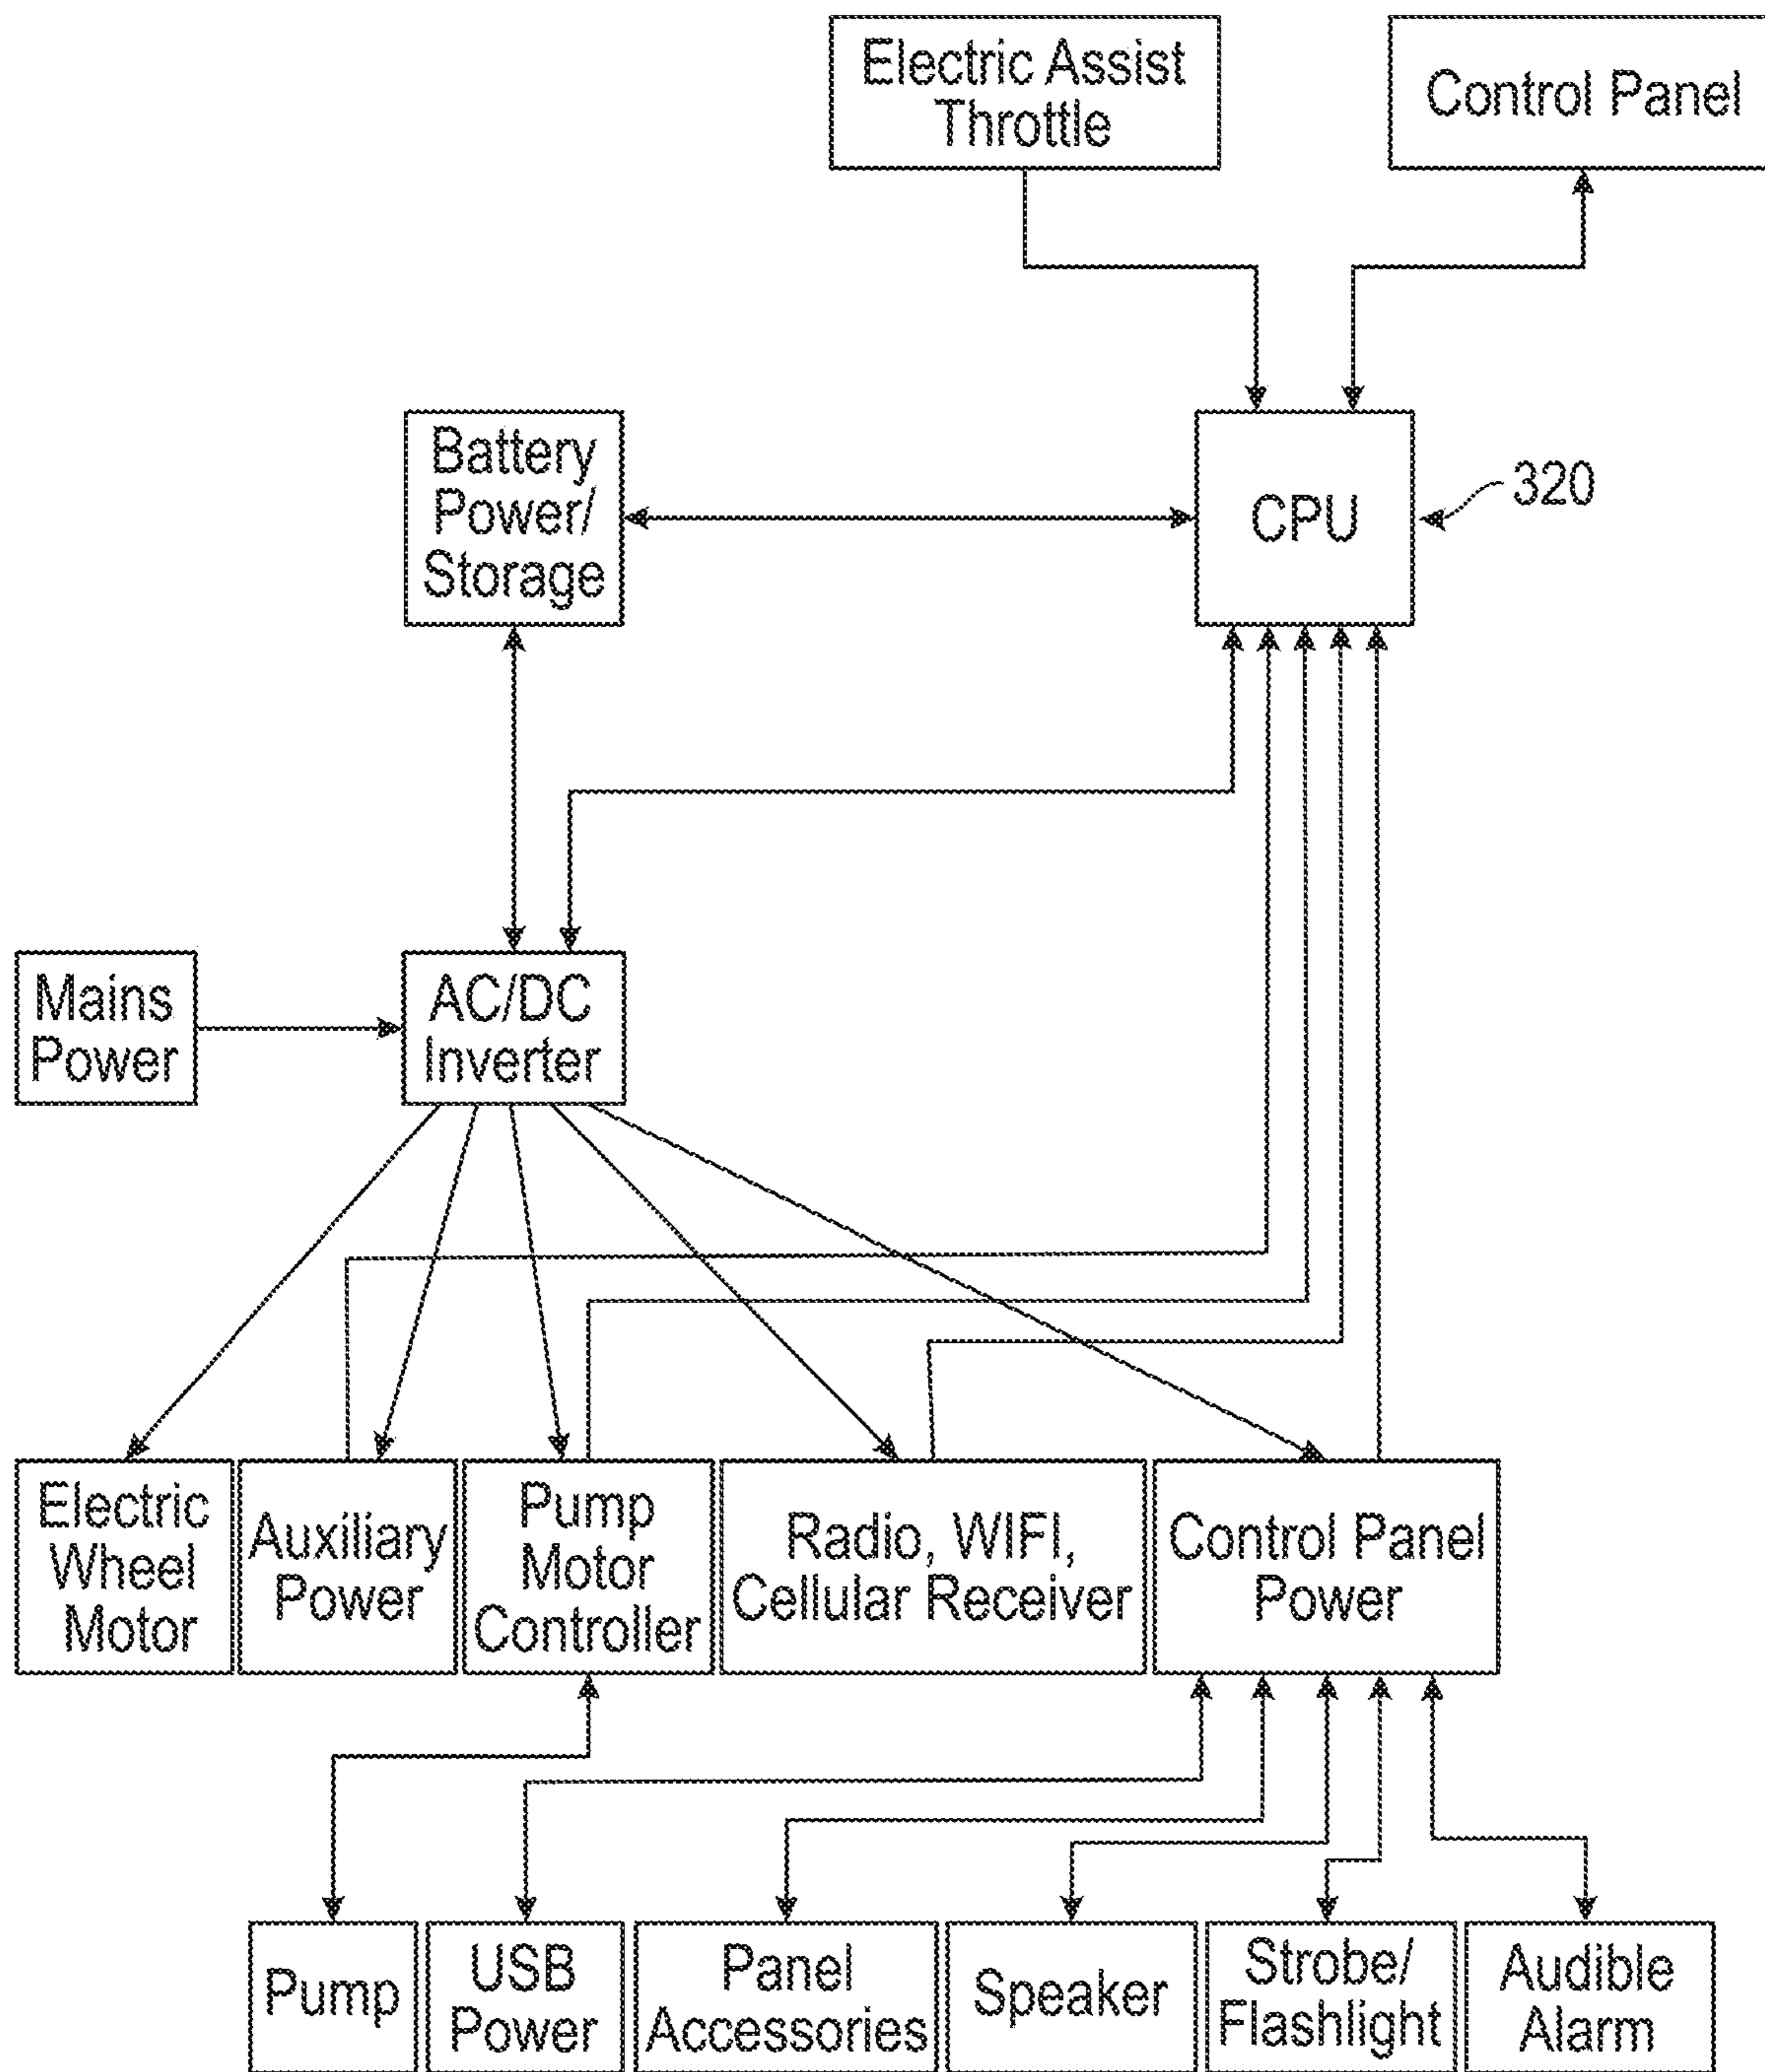 Electric Assist
Throttle
Control Panel
Battery
Power/
Storage
CPU
320
Mains
Power
AC/DC
Inverter
Electric
Wheel
Motor
Auxiliary
Power
Pump
Motor
Controller
Radio, WIFI,
Cellular Receiver
Control Panel
Power
Pump
USB
Power
Panel
Accessories
Speaker
Strobe/
Flashlight
Audible
Alarm